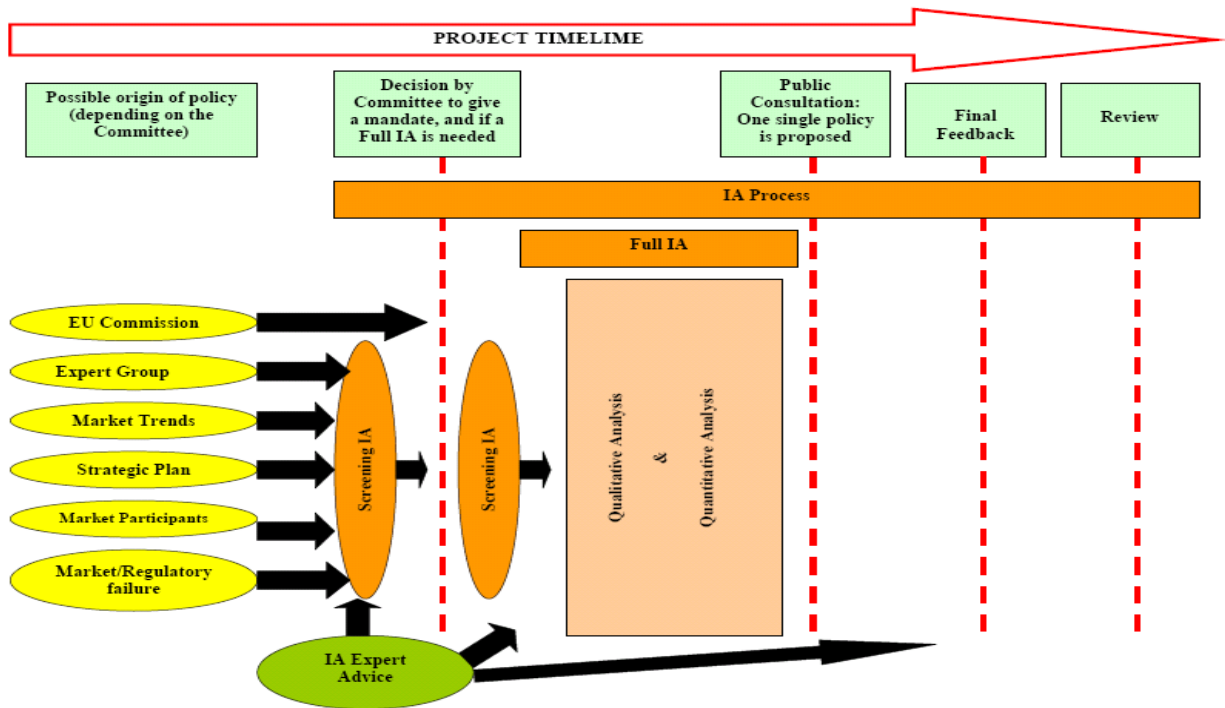 PROJECT TIMELIME
Possible origin of policy
(depending on the
Committee)
Decision by
Committee to give
a mandate, and if a
Full IA is needed
Public
Consultation:
One single policy
is proposed
Final
Feedback
Review
IA Process
Full IA
EU Commission
Expert Group
Market Trends
Strategic Plan
Market Participants
Market/Regulatory
failure
Screening IA
Screening IA
Qualitative Analysis
&
Quantitative Analysis
IA Expert
Advice